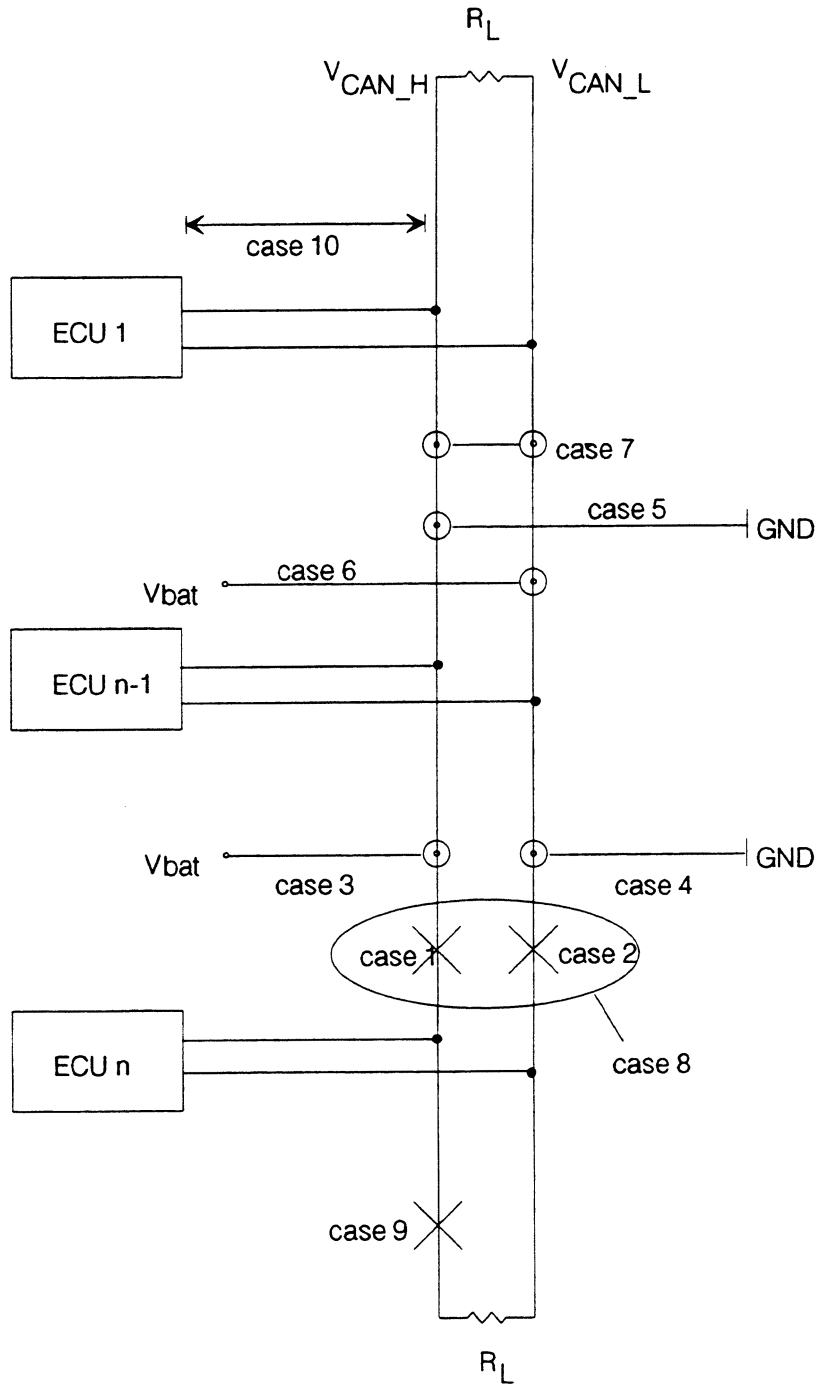 R_L
V_CAN_H
V_CAN_L
case 10
ECU 1
case 7
case 5
GND
case 6
Vbat
ECU n-1
Vbat
case 3
case 4
GND
case 1
case 2
case 8
ECU n
case 9
R_L